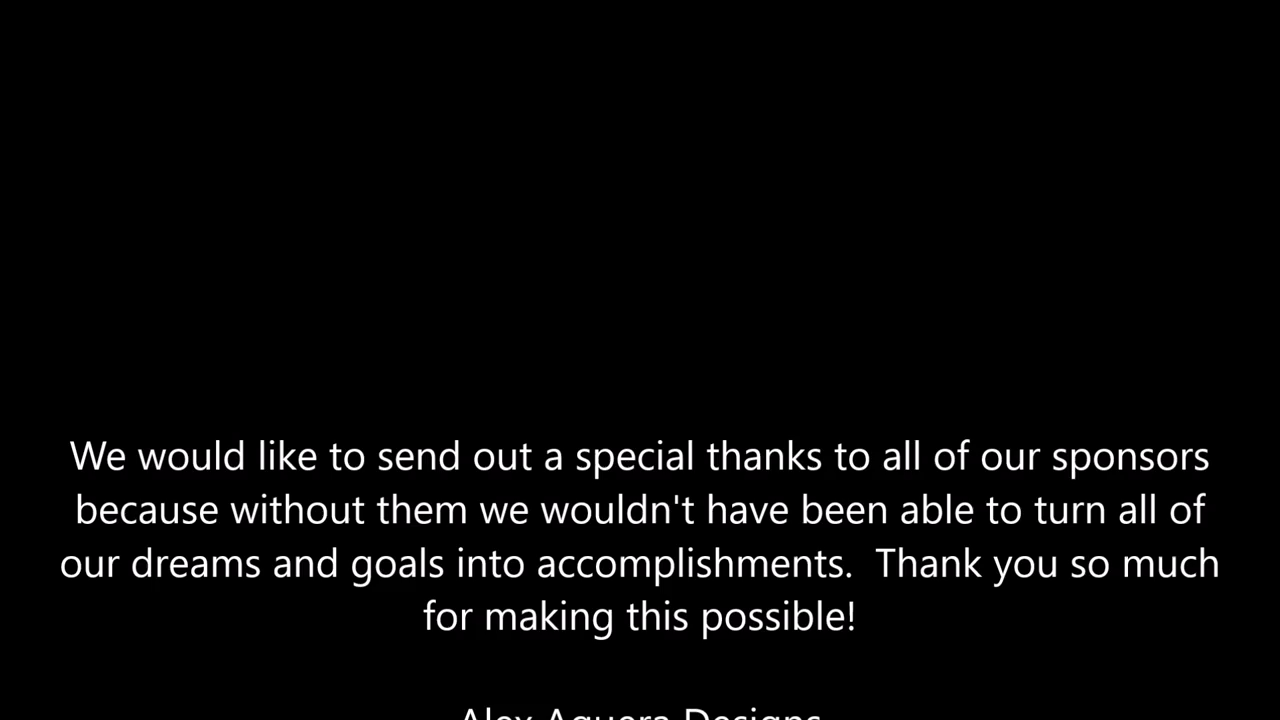 We would like to send out a special thanks to all of our sponsors
because without them we wouldn't have been able to turn all of
our dreams and goals into accomplishments.  Thank you so much
for making this possible!
Alex Designs